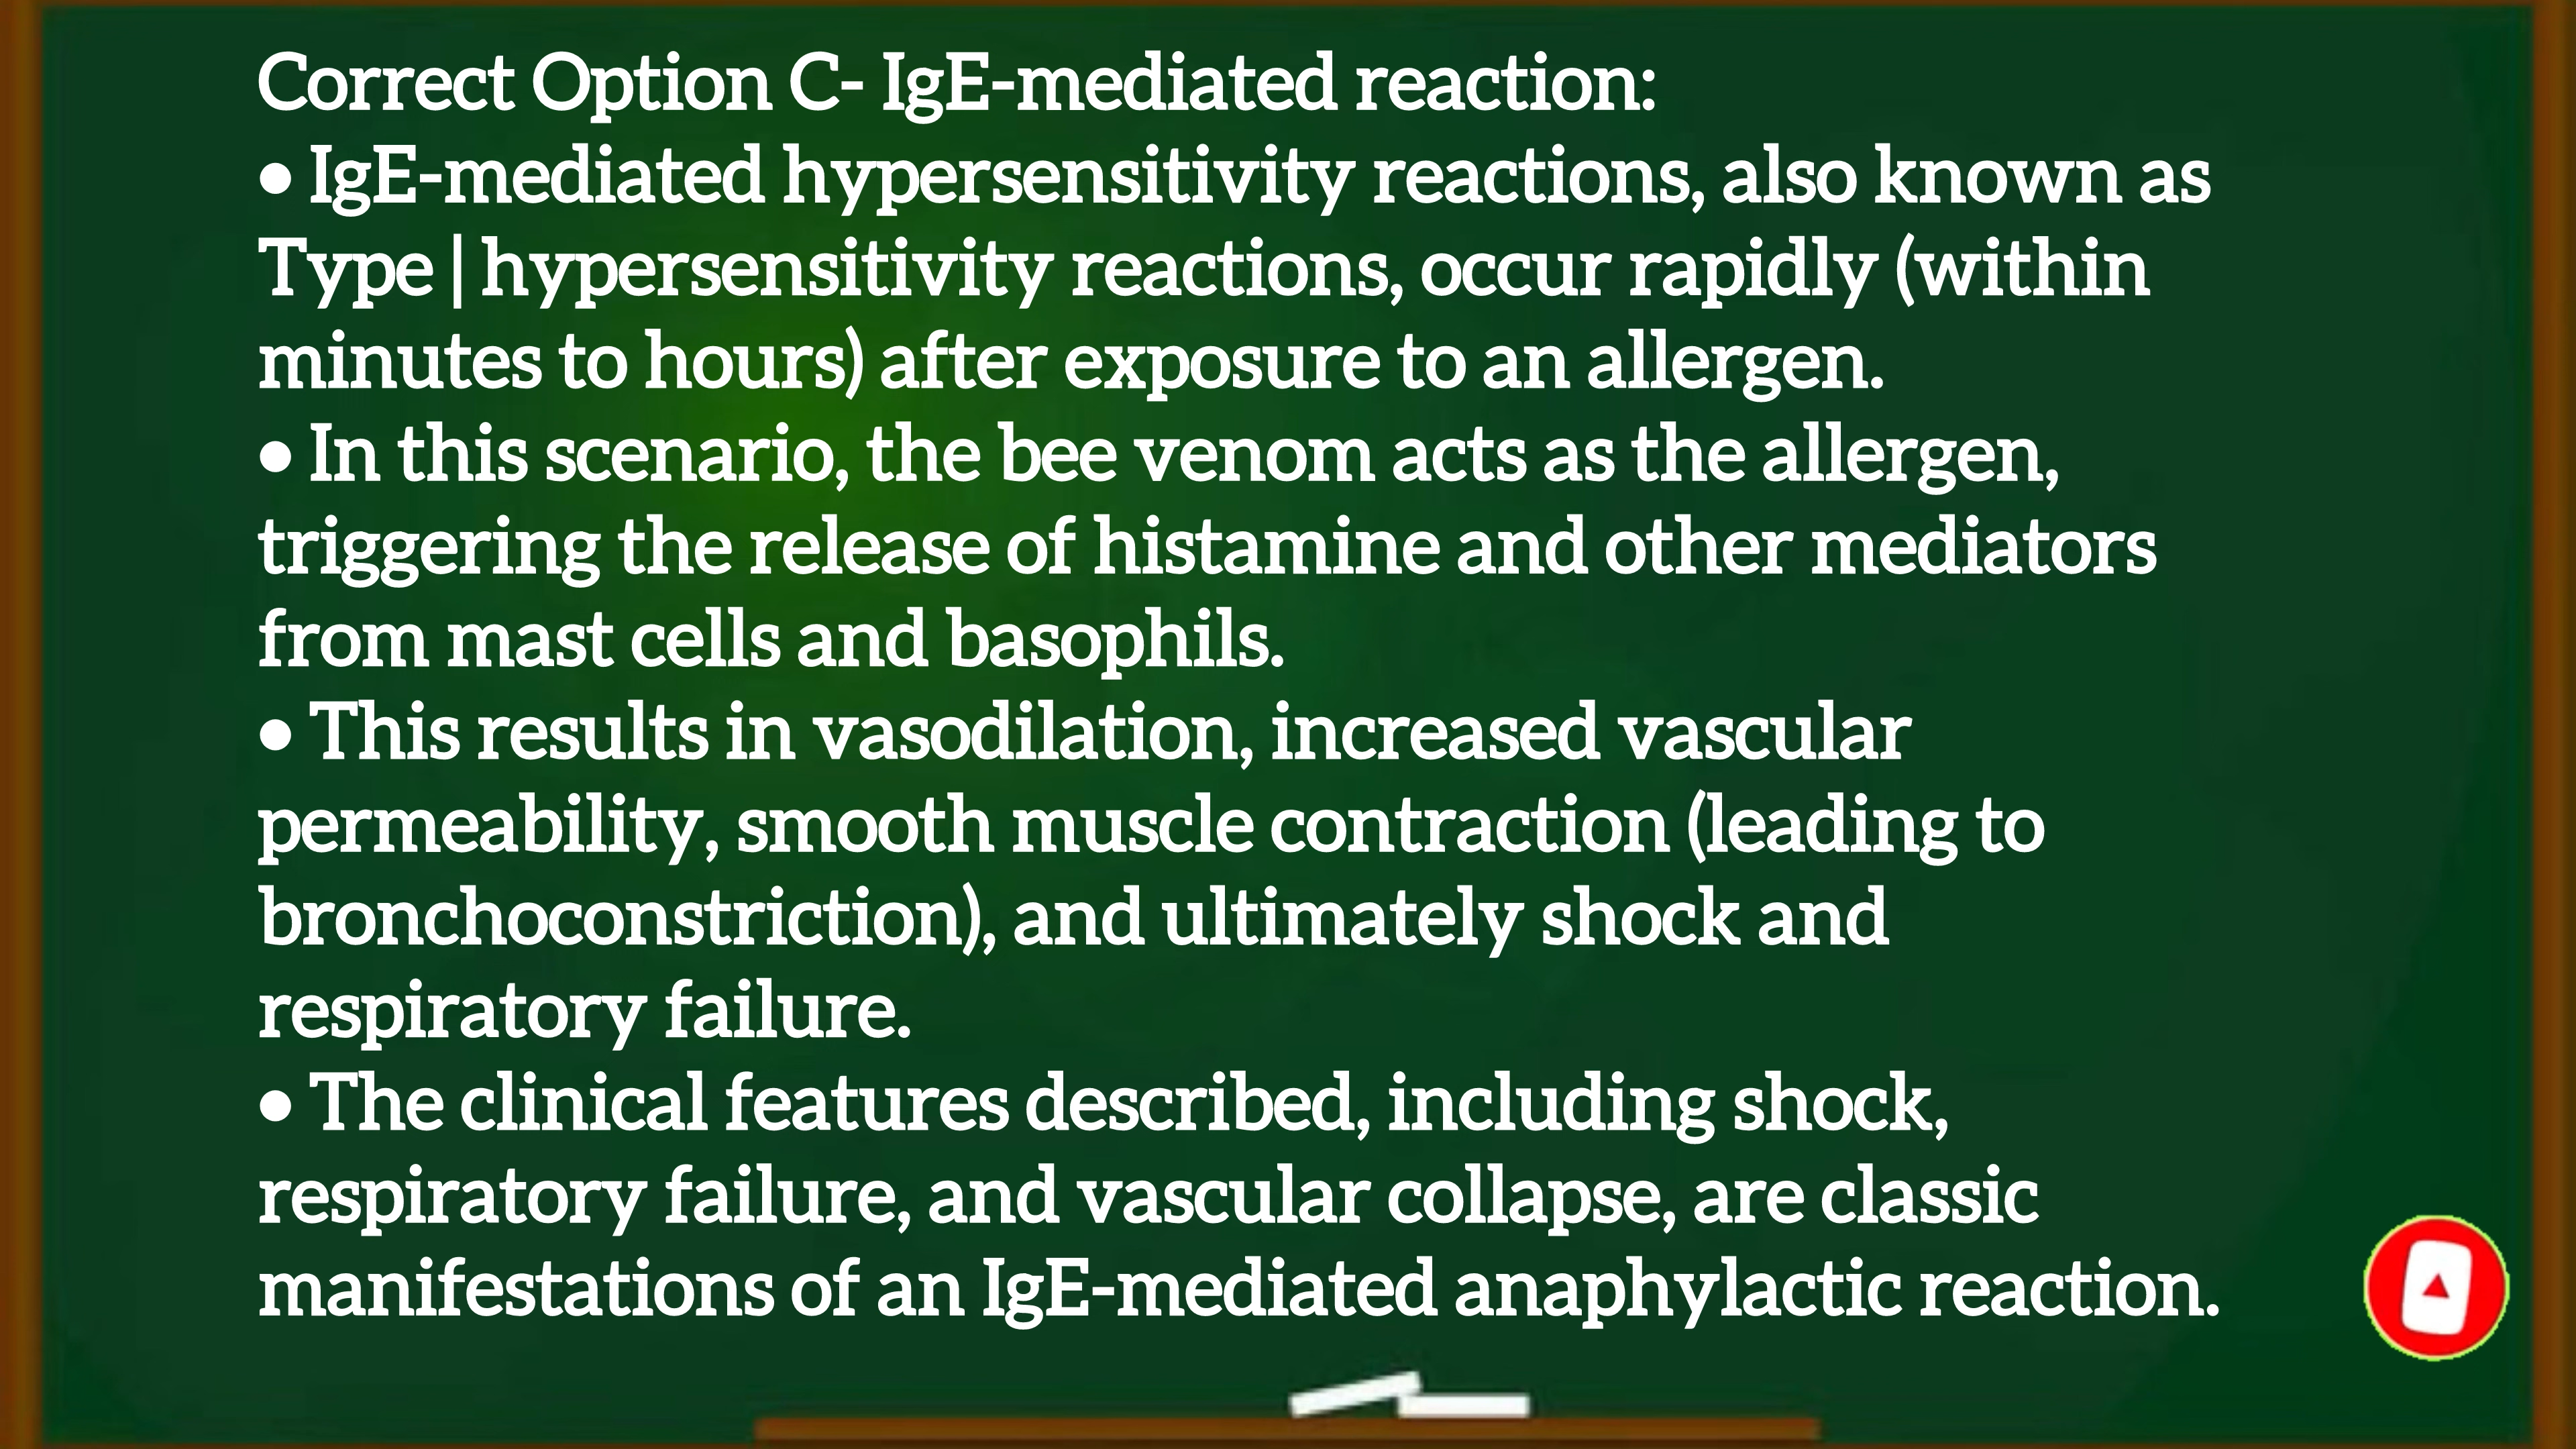 Correct Option C- IgE-mediated reaction:
● IgE-mediated hypersensitivity reactions, also known as
Type | hypersensitivity reactions, occur rapidly (within
minutes to hours) after exposure to an allergen.
● In this scenario, the bee venom acts as the allergen,
triggering the release of histamine and other mediators
from mast cells and basophils.
● This results in vasodilation, increased vascular
permeability, smooth muscle contraction (leading to
bronchoconstriction), and ultimately shock and
respiratory failure.
● The clinical features described, including shock,
respiratory failure, and vascular collapse, are classic
manifestations of an IgE-mediated anaphylactic reaction.